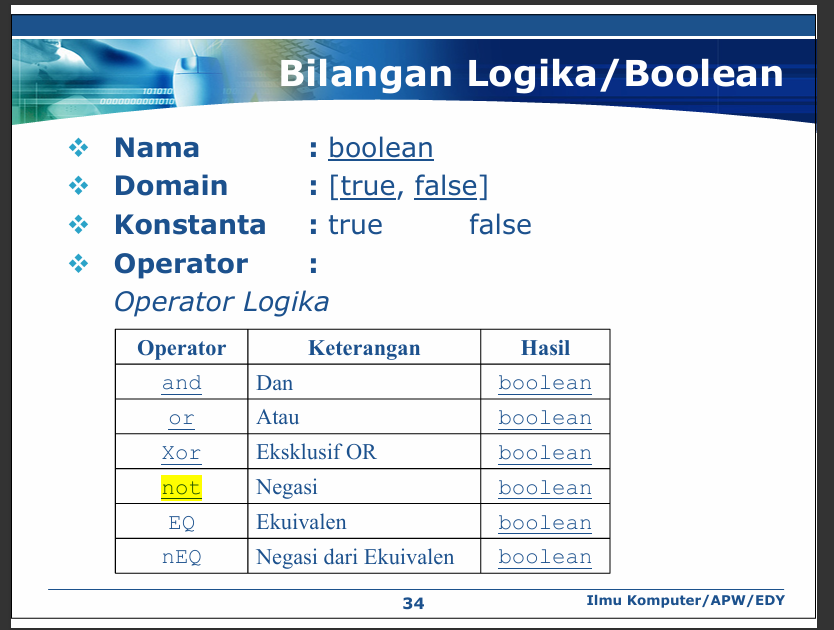 10101
000000001010
Bilangan Logika/Boolean
❖ Nama : boolean
❖ Domain : [true, false]
❖ Konstanta : true false
❖ Operator :
Operator Logika
Operator Keterangan Hasil
and Dan boolean
or Atau boolean
Xor Eksklusif OR boolean
not Negasi boolean
EQ Ekuivalen boolean
nEQ Negasi dari Ekuivalen boolean
34
Ilmu Komputer/APW/EDY